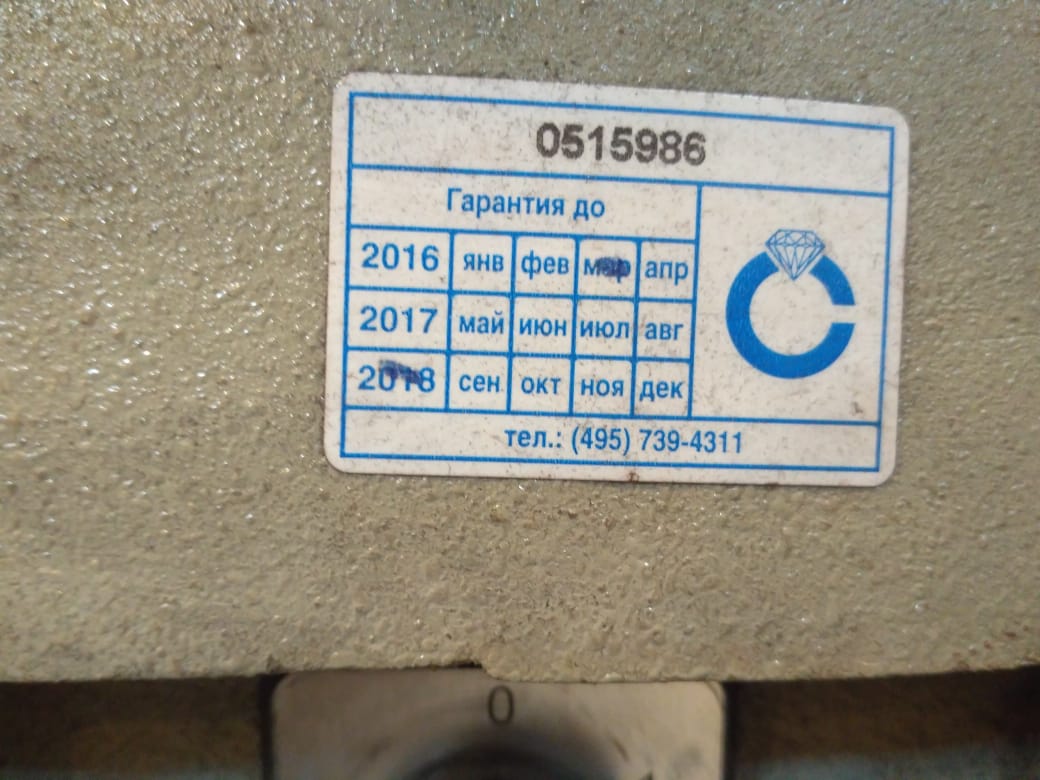 0515986
Гарантия до
2016 янв фев мар апр
2017 май июн июл авг
2018 сен окт ноя дек
тел.: (495) 739-4311
0